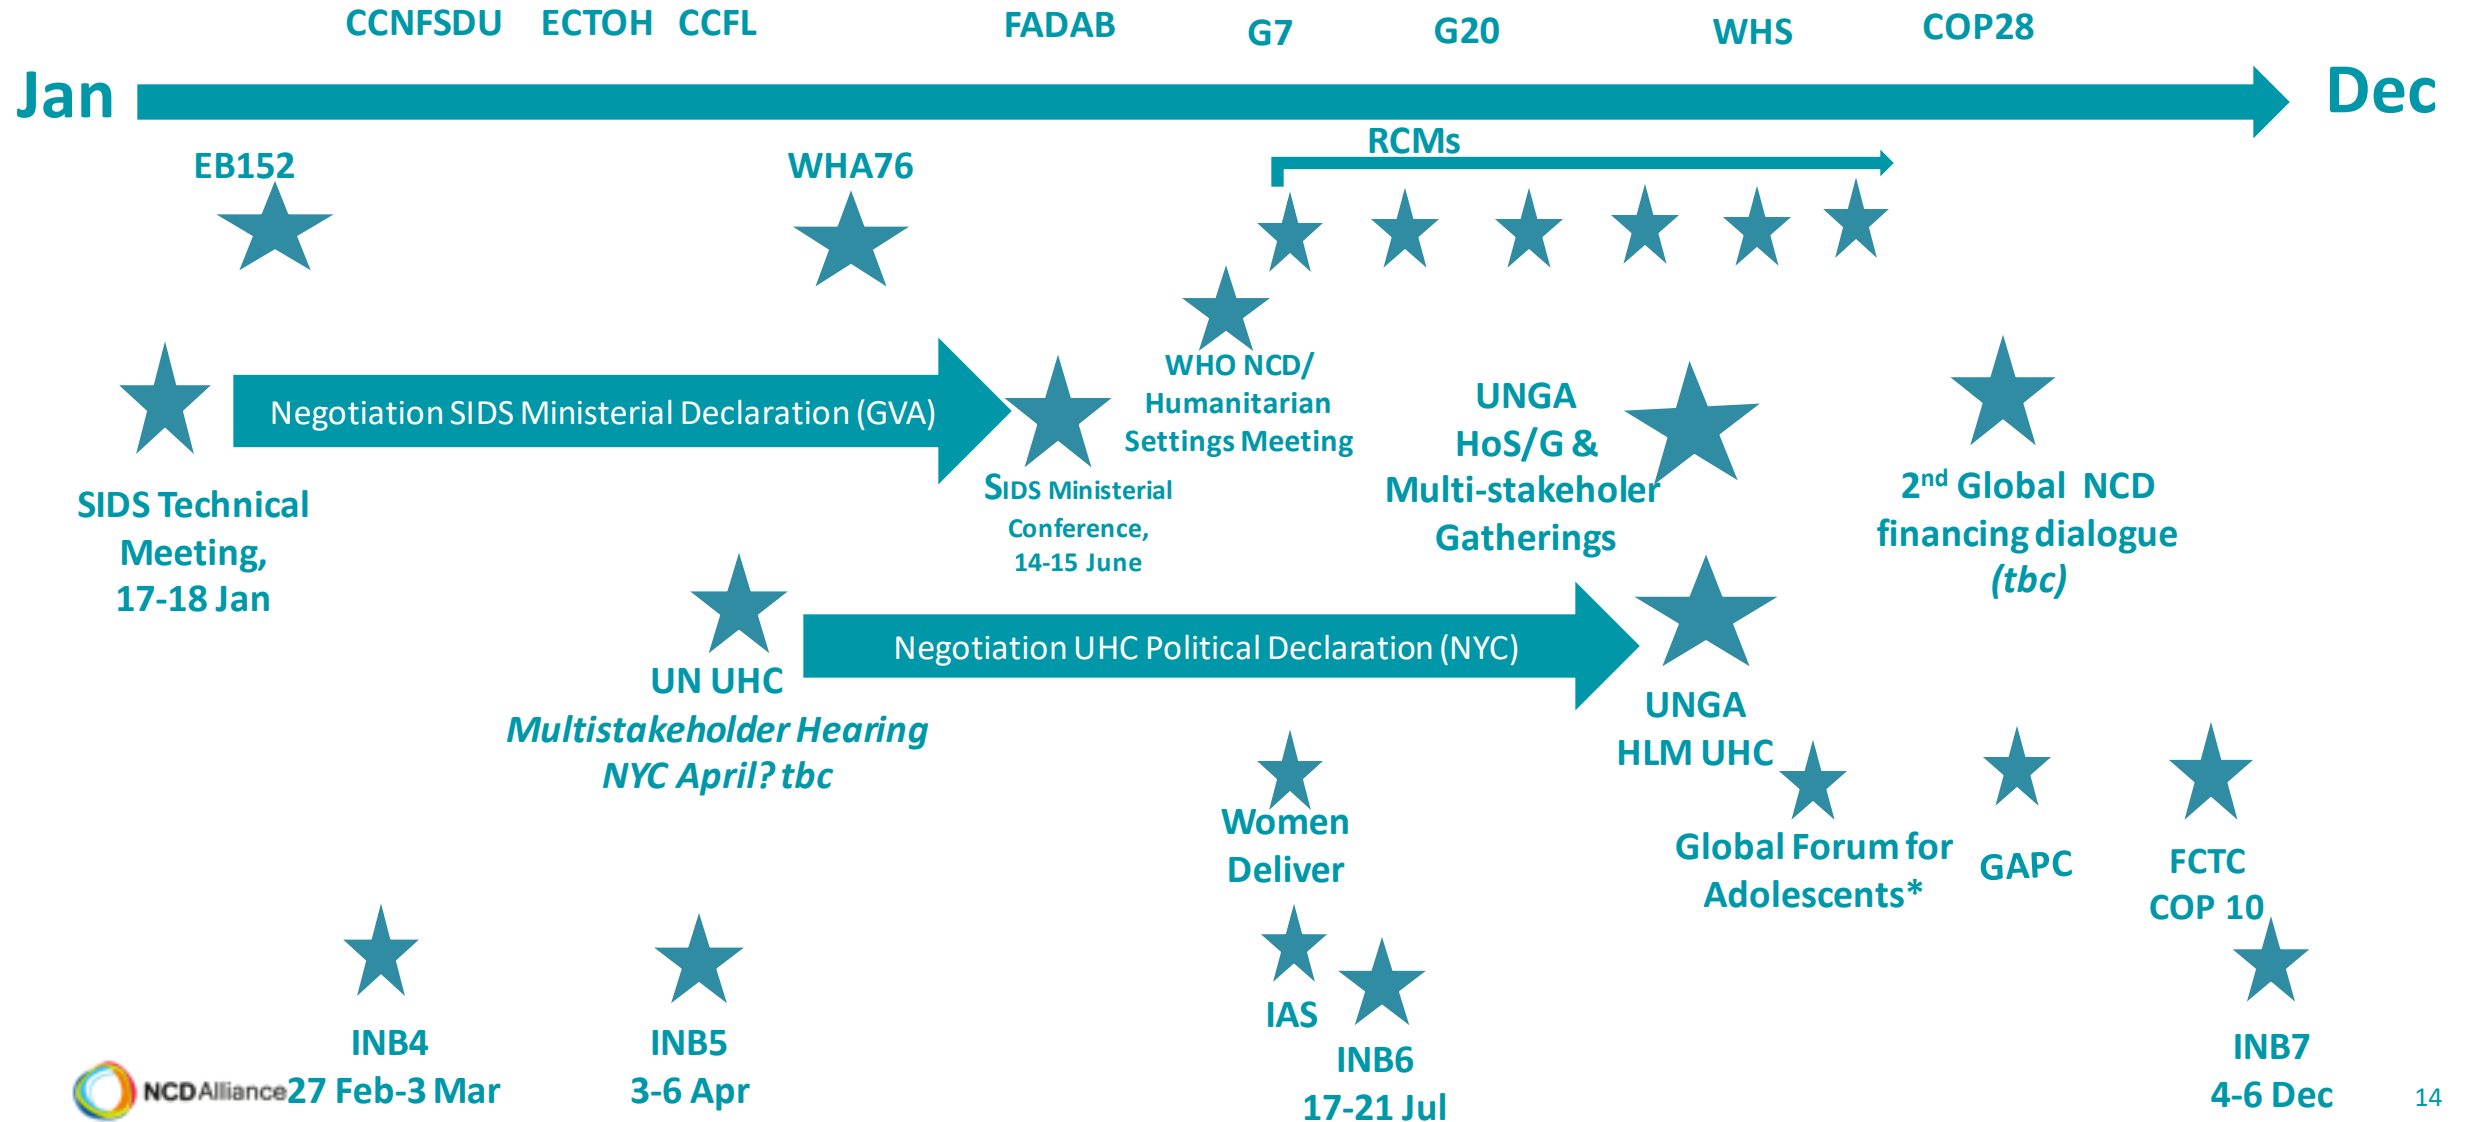 CCNFSDU ECTOH CCFL FADAB G7 G20 WHS COP28
Jan Dec
RCMs
EB152 WHA76
WHO NCD/
Humanitarian
Settings Meeting
Negotiation SIDS Ministerial Declaration (GVA)
UNGA
HoS/G &
Multi-stakeholer
Gatherings
SIDS Technical
Meeting,
17-18 Jan
SIDS Ministerial
Conference,
14-15 June
2nd Global NCD
financing dialogue
(tbc)
Negotiation UHC Political Declaration (NYC)
UN UHC
Multistakeholder Hearing
NYC April? tbc
UNGA
HLM UHC
Women
Deliver
Global Forum for
Adolescents*
GAPC
FCTC
COP 10
IAS
INB4
27 Feb-3 Mar
INB5
3-6 Apr
INB6
17-21 Jul
INB7
4-6 Dec
NCDAlliance
14